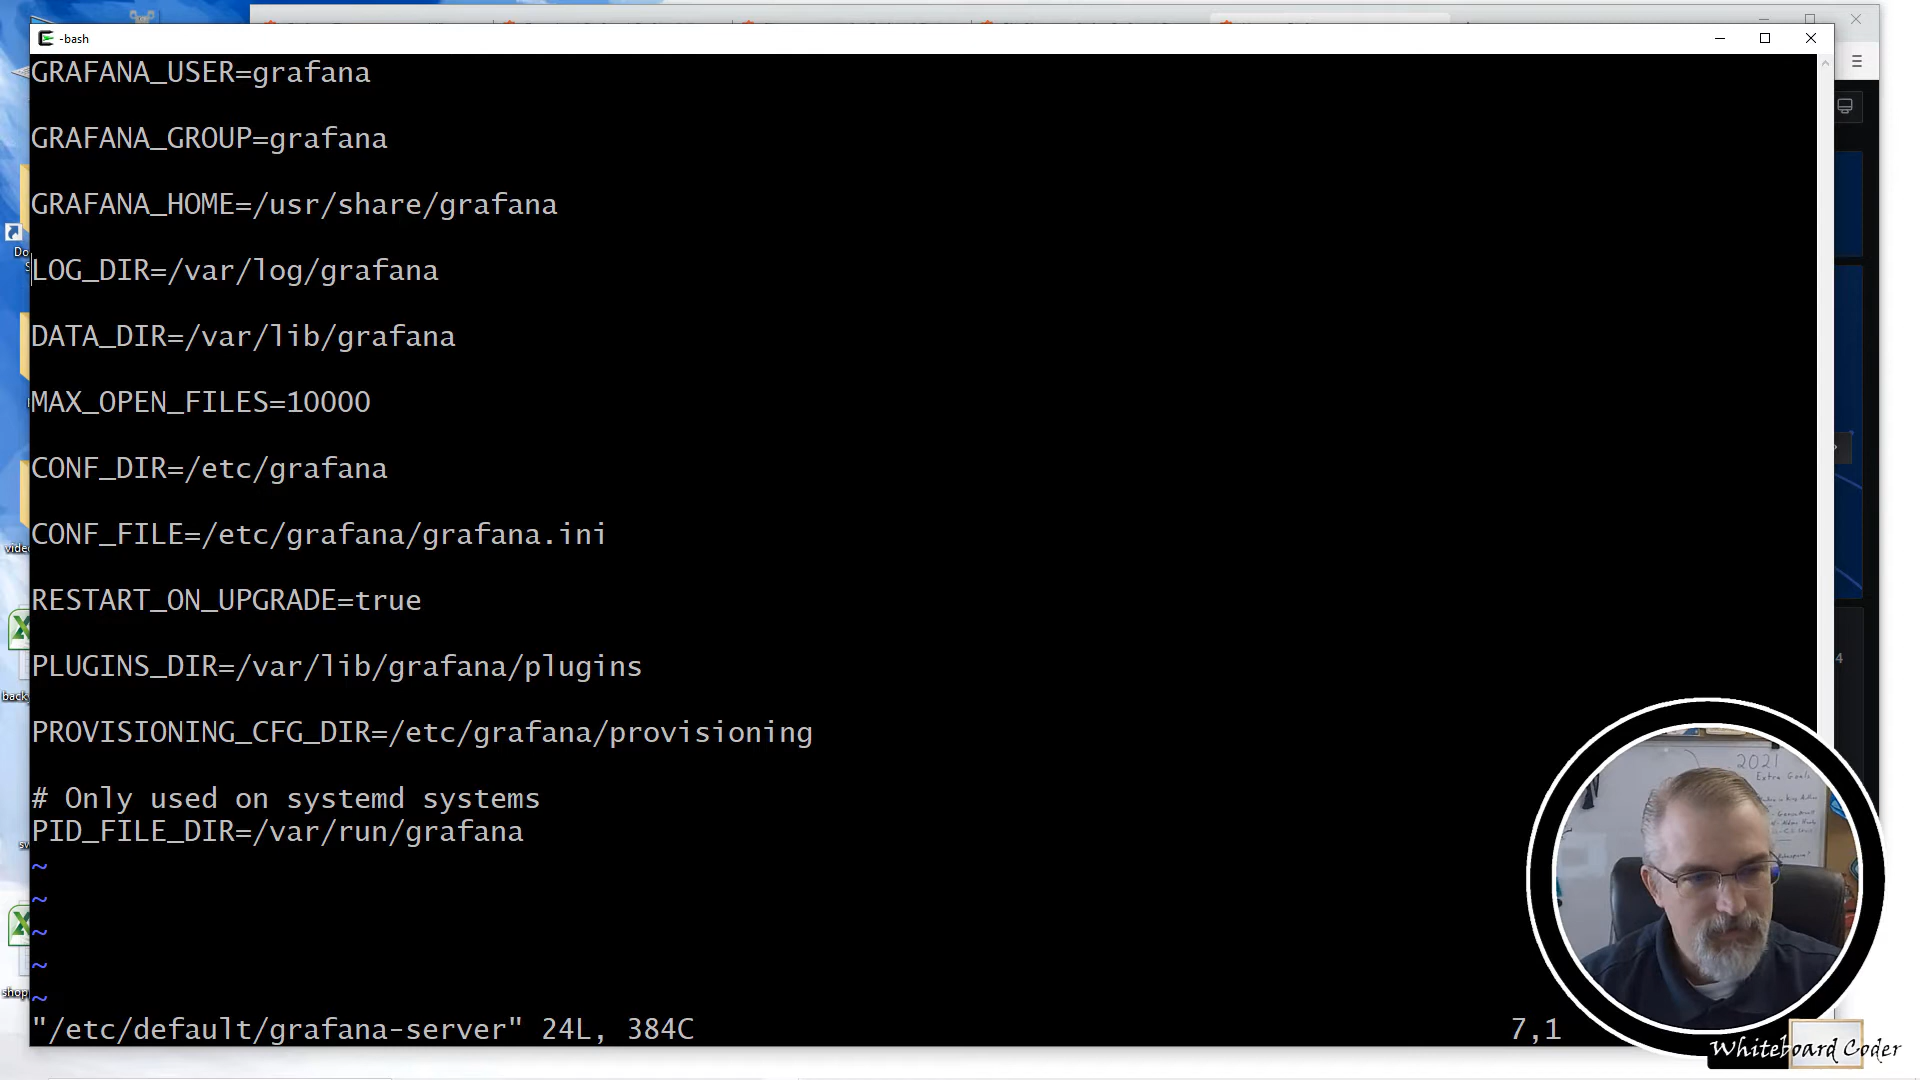 -bash
GRAFANA_USER=grafana
GRAFANA_GROUP=grafana
GRAFANA_HOME=/usr/share/grafana
LOG_DIR=/var/log/grafana
DATA_DIR=/var/lib/grafana
MAX_OPEN_FILES=10000
CONF_DIR=/etc/grafana
CONF_FILE=/etc/grafana/grafana.ini
RESTART_ON_UPGRADE=true
PLUGINS_DIR=/var/lib/grafana/plugins
PROVISIONING_CFG_DIR=/etc/grafana/provisioning
# Only used on systemd systems
PID_FILE_DIR=/var/run/grafana
~
~
~
~
~
"/etc/default/grafana-server" 24L, 384C 7,1
2021
Extra Goals
Whiteboard Coder